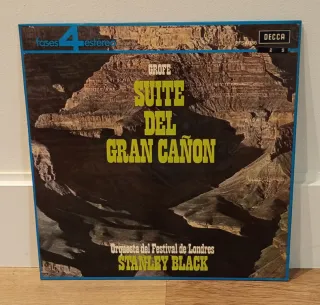 fases 4 estereo
DECCA
GROFE
SUITE
DEL
GRAN CAÑON
Orquesta del Festival de Londres
STANLEY BLACK